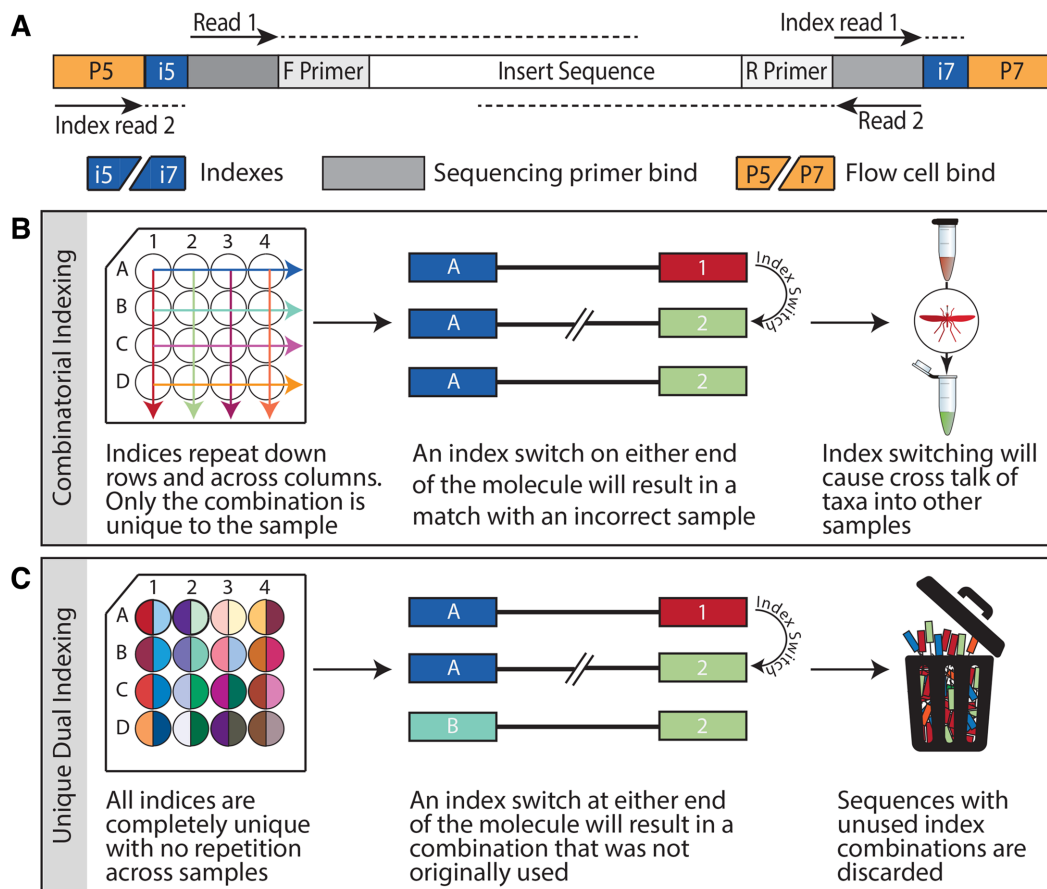 A
Read 1
Index read 1
P5 i5 F Primer Insert Sequence R Primer i7 P7
Index read 2
Read 2
i5 i7 Indexes
Sequencing primer bind
P5 P7 Flow cell bind
B
Combinatorial Indexing
1 2 3 4
A
B
C
D
Indices repeat down
rows and across columns.
Only the combination is
unique to the sample
A 1
Index Switch
A 2
A 2
An index switch on either end
of the molecule will result in a
match with an incorrect sample
Index switching will
cause cross talk of
taxa into other
samples
C
Unique Dual Indexing
1 2 3 4
A
B
C
D
All indices are
completely unique
with no repetition
across samples
A 1
Index Switch
A 2
B 2
An index switch at either end
of the molecule will result in a
combination that was not
originally used
Sequences with
unused index
combinations are
discarded